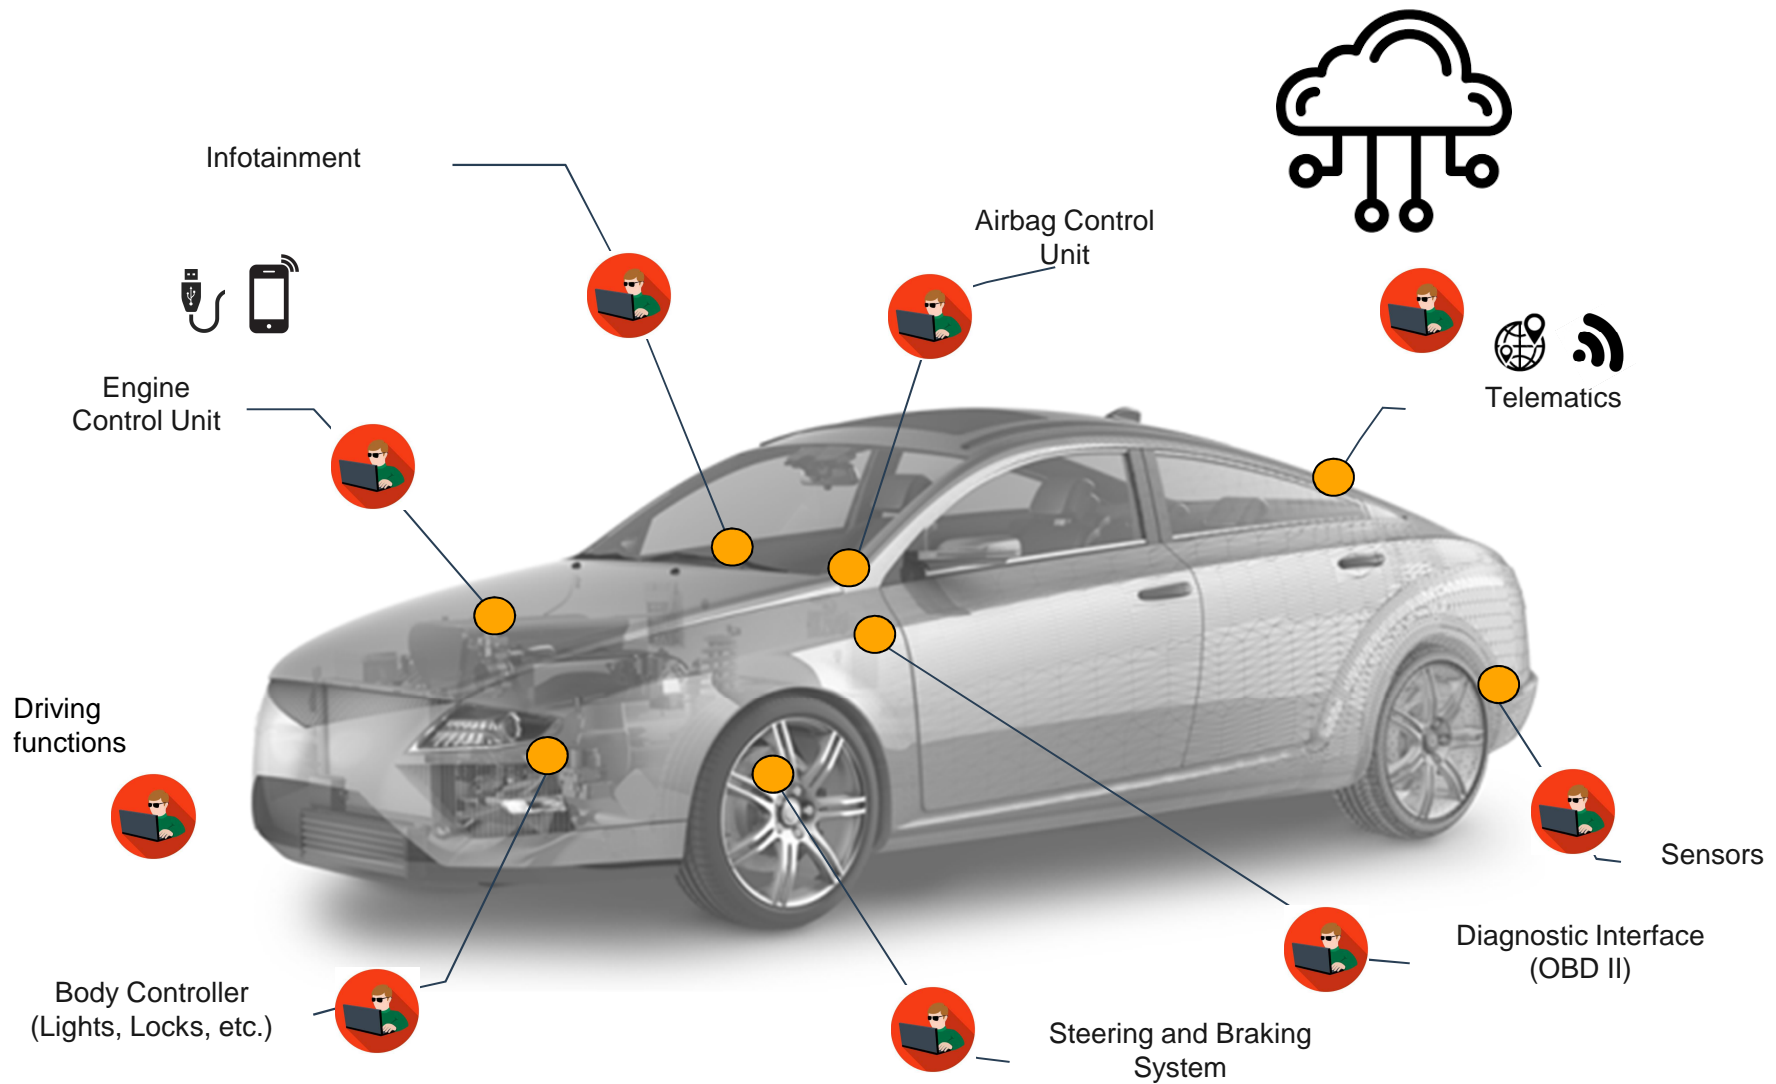 Infotainment
Airbag Control
Unit
Engine
Control Unit
Telematics
Driving
functions
Sensors
Diagnostic Interface
(OBD II)
Body Controller
(Lights, Locks, etc.)
Steering and Braking
System